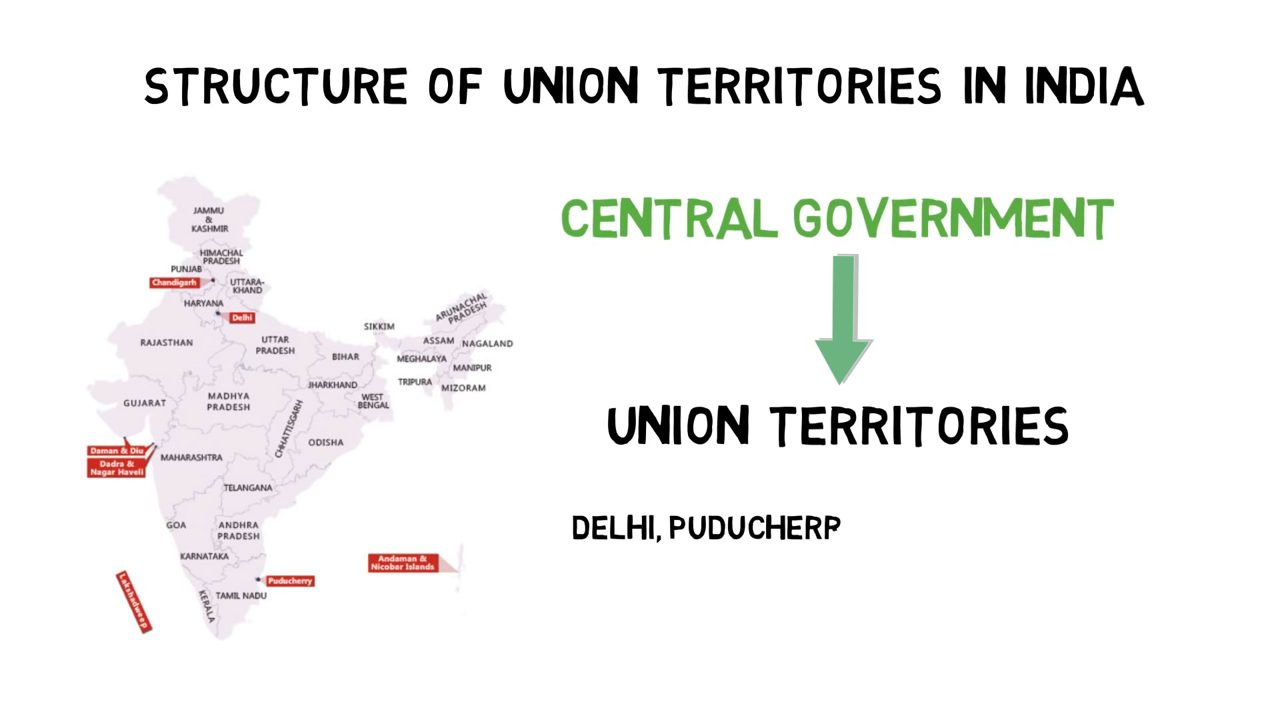 STRUCTURE OF UNION TERRITORIES IN INDIA
JAMMU
&
KASHMIR
HIMACHAL
PRADESH
PUNJAB
Chandigarh
UTTARA-
KHAND
HARYANA
Delhi
RAJASTHAN
UTTAR
PRADESH
SIKKIM
ARUNACHAL
PRADESH
ASSAM
NAGALAND
BIHAR
MEGHALAYA
MANIPUR
JHARKHAND
TRIPURA
MIZORAM
GUJARAT
MADHYA
PRADESH
WEST
BENGAL
CHHATTISGARH
ODISHA
Daman & Diu
Dadra &
Nagar Haveli
MAHARASHTRA
TELANGANA
GOA
ANDHRA
PRADESH
KARNATAKA
Andaman &
Nicobar Islands
Puducherry
Lakshadweep
KERALA
TAMIL NADU
CENTRAL GOVERNMENT
UNION TERRITORIES
DELHI, PUDUCHERP